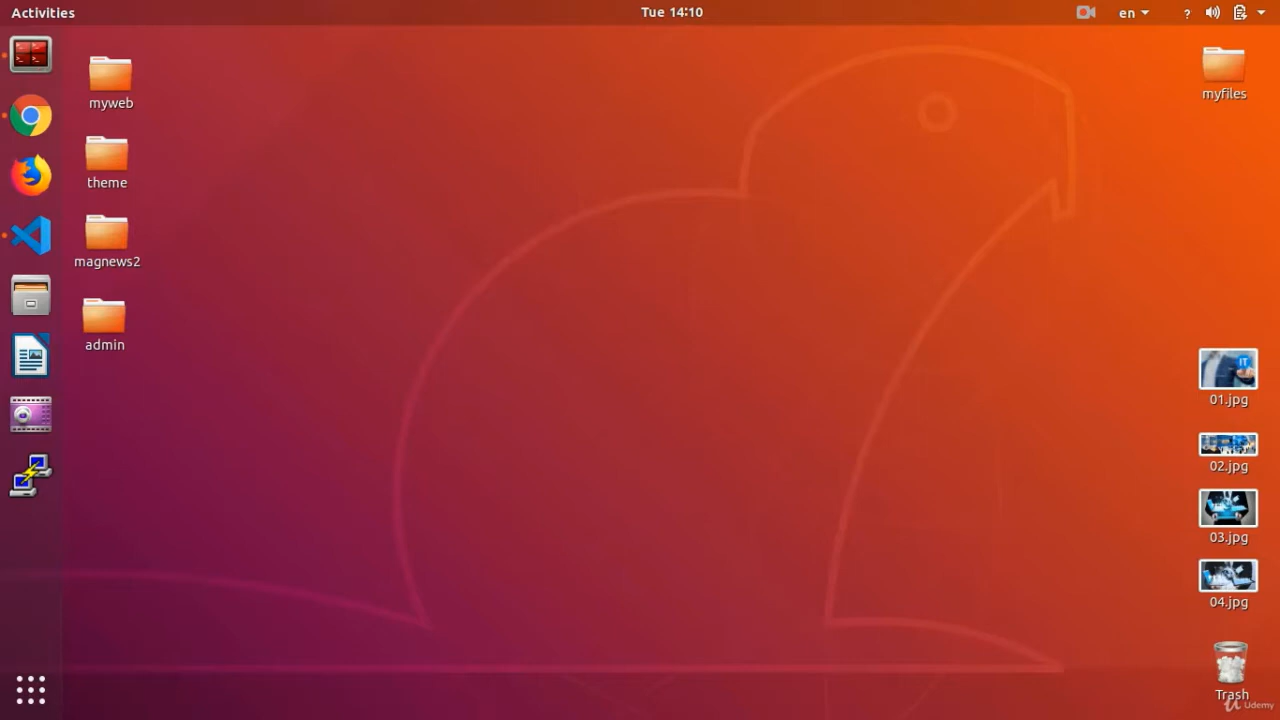 Activities
Tue 14:10
en
?
myweb
theme
magnews2
admin
myfiles
IT
01.jpg
02.jpg
03.jpg
04.jpg
Trash
Udemy